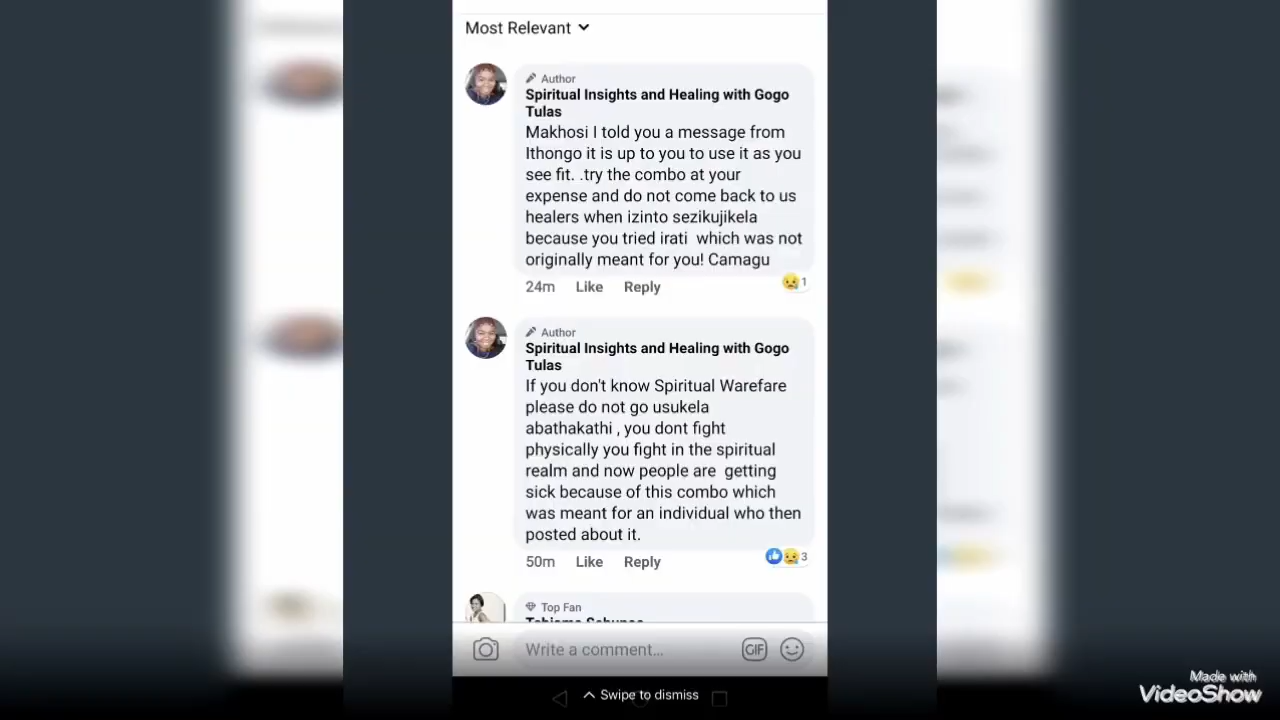 Most Relevant
Author
Spiritual Insights and Healing with Gogo
Tulas
Makhosi I told you a message from
Ithongo it is up to you to use it as you
see fit. .try the combo at your
expense and do not come back to us
healers when izinto sezikujikela
because you tried irati which was not
originally meant for you! Camagu
24m Like Reply
1
Author
Spiritual Insights and Healing with Gogo
Tulas
If you don't know Spiritual Warefare
please do not go usukela
abathakathi , you dont fight
physically you fight in the spiritual
realm and now people are getting
sick because of this combo which
was meant for an individual who then
posted about it.
50m Like Reply
3
Top Fan
Write a comment...
GIF
Swipe to dismiss
Made with
VideoShow